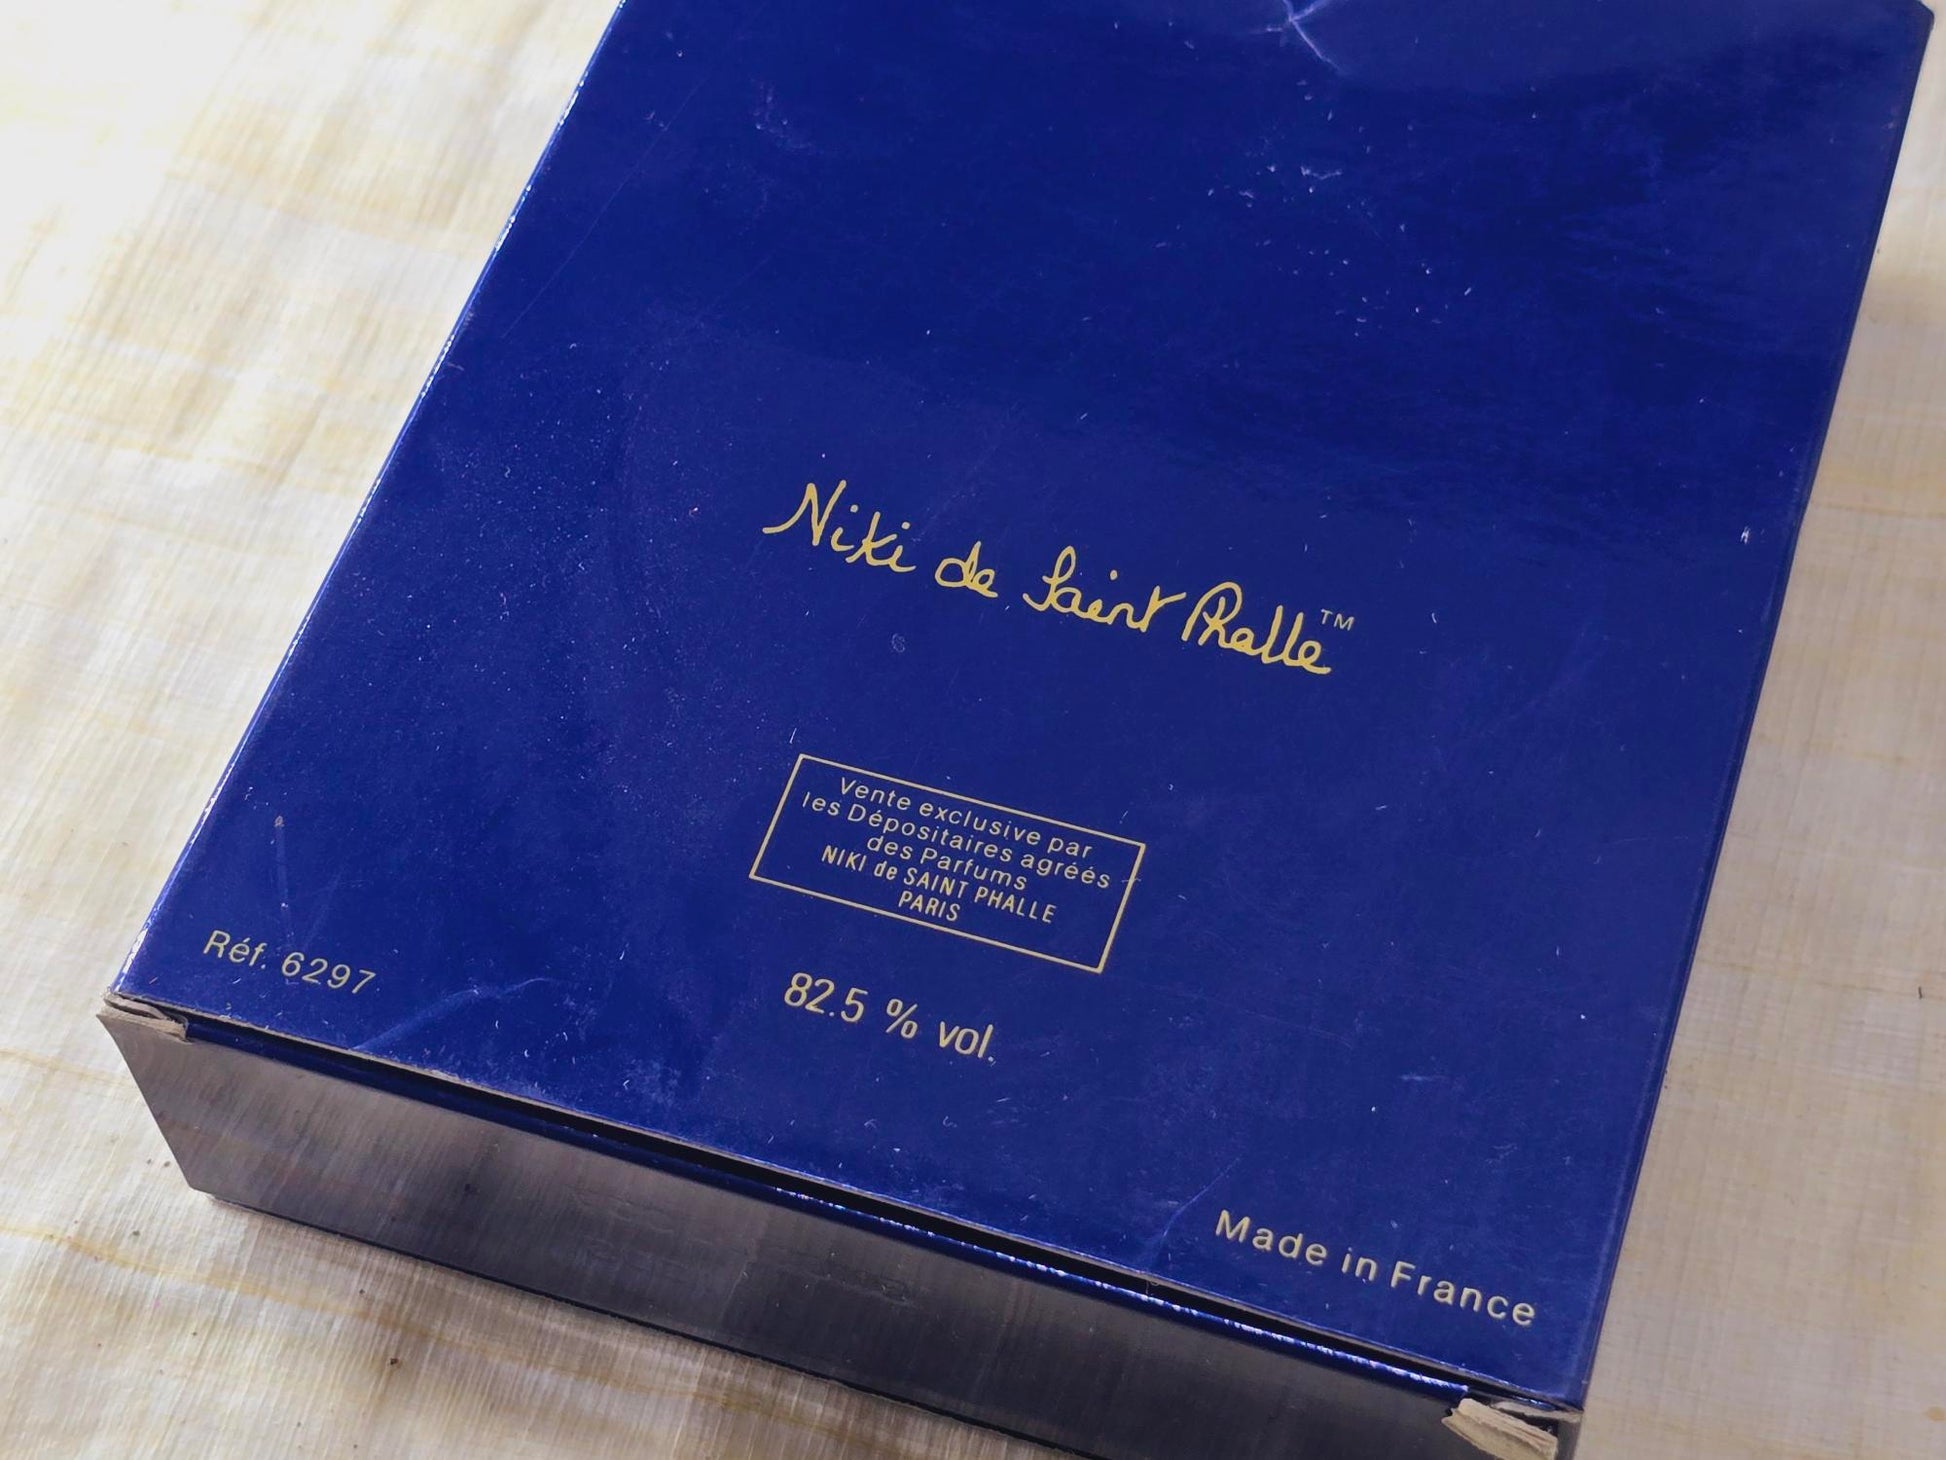 Niki de Saint Phalle™
Vente exclusive par
les Dépositaires agréés
des Parfums
NIKI de SAINT PHALLE
PARIS
Réf. 6297
82.5 % vol.
Made in France